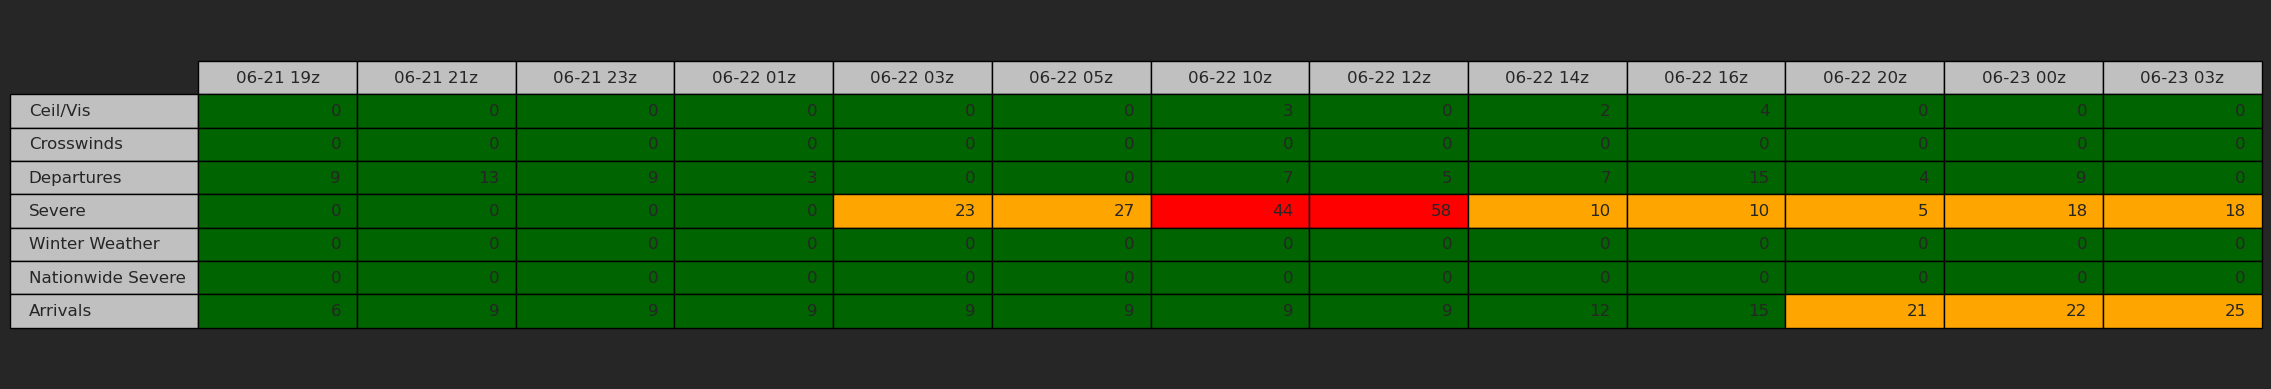 06-21 19z 06-21 21z 06-21 23z 06-22 01z 06-22 03z 06-22 05z 06-22 10z 06-22 12z 06-22 14z 06-22 16z 06-22 20z 06-23 00z 06-23 03z
Ceil/Vis 0 0 0 0 0 0 3 0 2 4 0 0 0
Crosswinds 0 0 0 0 0 0 0 0 0 0 0 0 0
Departures 9 13 9 3 0 0 7 5 7 15 4 9 0
Severe 0 0 0 0 23 27 44 58 10 10 5 18 18
Winter Weather 0 0 0 0 0 0 0 0 0 0 0 0 0
Nationwide Severe 0 0 0 0 0 0 0 0 0 0 0 0 0
Arrivals 6 9 9 9 9 9 9 9 12 15 21 22 25